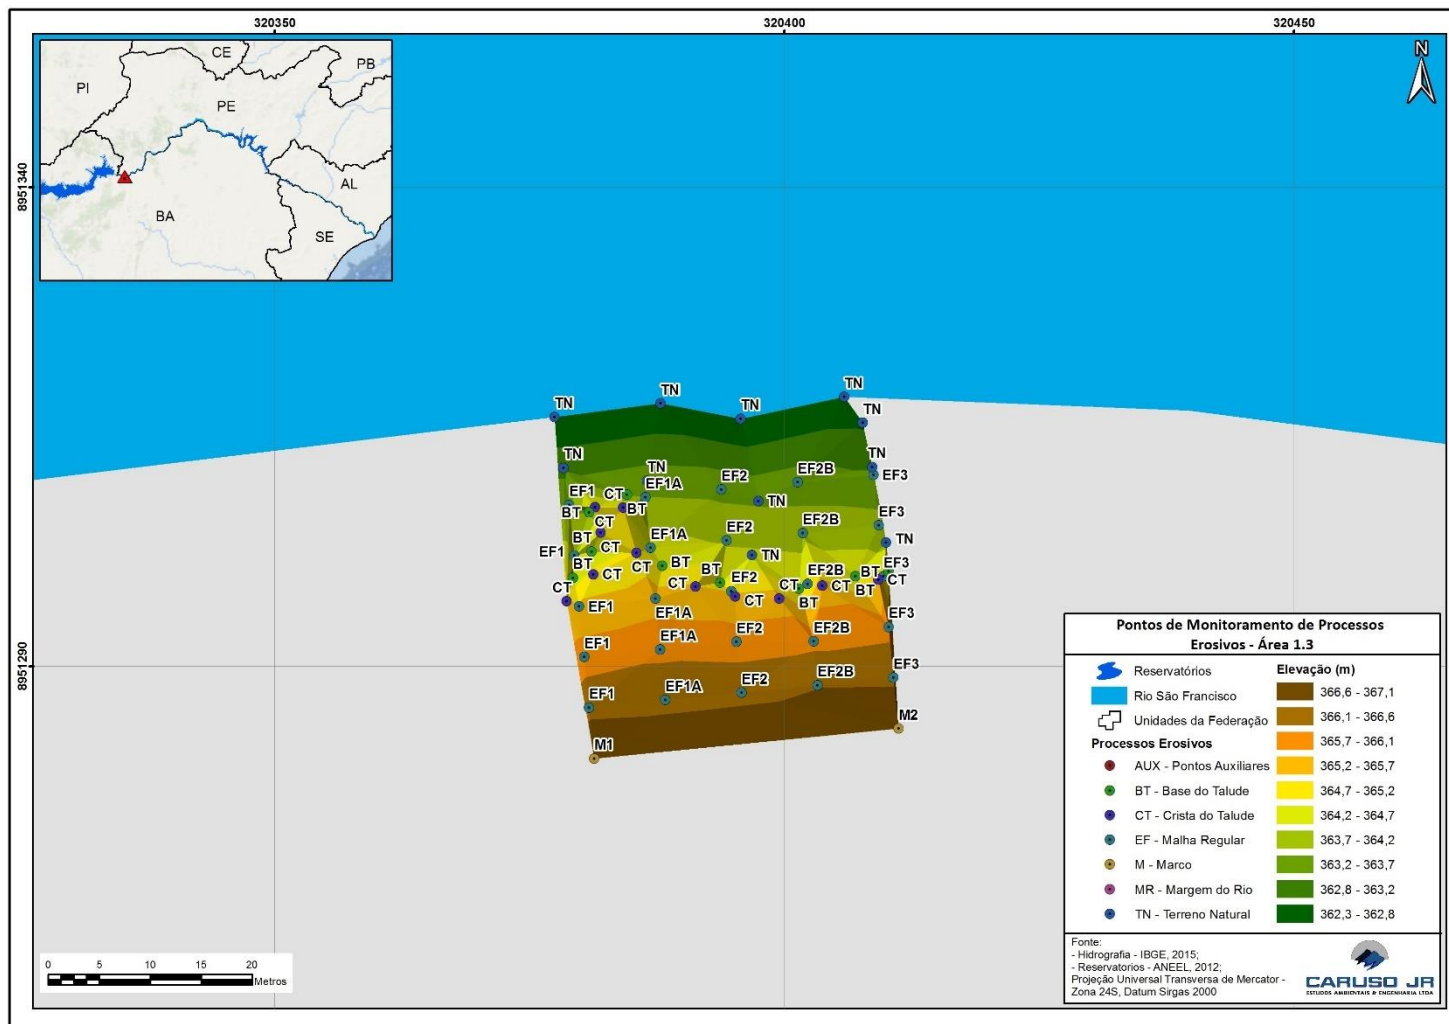 320350
320400
320450
CE
PB
PI
PE
AL
BA
SE
N
8951340
TN
TN
TN
TN
TN
TN
TN
TN
EF3
EF2
EF2B
EF1
CT
EF1A
TN
BT
BT
CT
EF3
EF2B
EF2
TN
BT
CT
EF1A
EF1
CT
TN
BT
BT
EF3
CT
BT
EF2B
BT
CT
CT
CT
EF2
CT
CT
BT
BT
CT
EF1
EF1A
EF3
EF1
EF1A
EF2
EF2B
8951290
EF3
EF1
EF1A
EF2
EF2B
M2
M1
Pontos de Monitoramento de Processos
Erosivos - Área 1.3
Reservatórios
Rio São Francisco
Unidades da Federação
Processos Erosivos
AUX - Pontos Auxiliares
BT - Base do Talude
CT - Crista do Talude
EF - Malha Regular
M - Marco
MR - Margem do Rio
TN - Terreno Natural
Elevação (m)
366,6 - 367,1
366,1 - 366,6
365,7 - 366,1
365,2 - 365,7
364,7 - 365,2
364,2 - 364,7
363,7 - 364,2
363,2 - 363,7
362,8 - 363,2
362,3 - 362,8
Fonte:
- Hidrografia - IBGE, 2015;
- Reservatorios - ANEEL, 2012;
Projeção Universal Transversa de Mercator -
Zona 24S, Datum Sirgas 2000
CARUSO JR
ESTUDOS AMBIENTAIS & ENGENHARIA LTDA
0 5 10 15 20
Metros